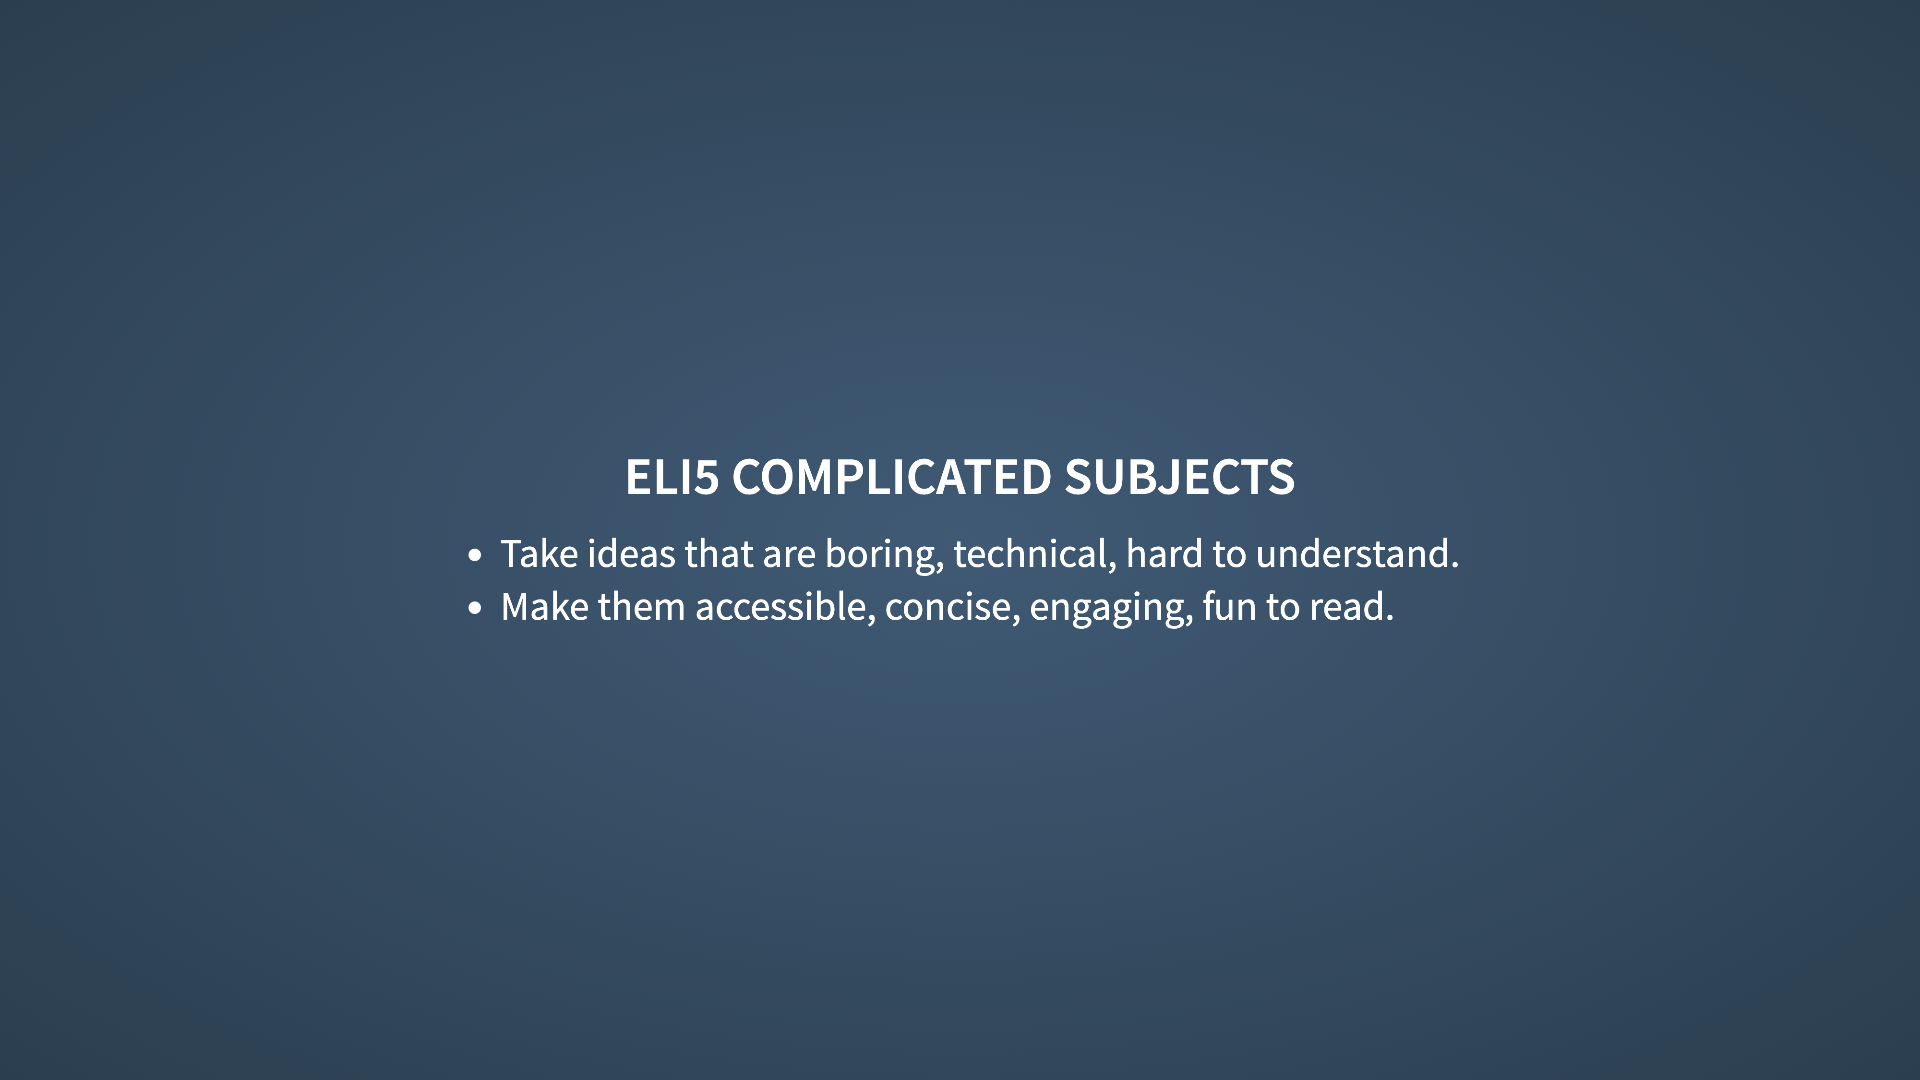 ELI5 COMPLICATED SUBJECTS
• Take ideas that are boring, technical, hard to understand.
• Make them accessible, concise, engaging, fun to read.